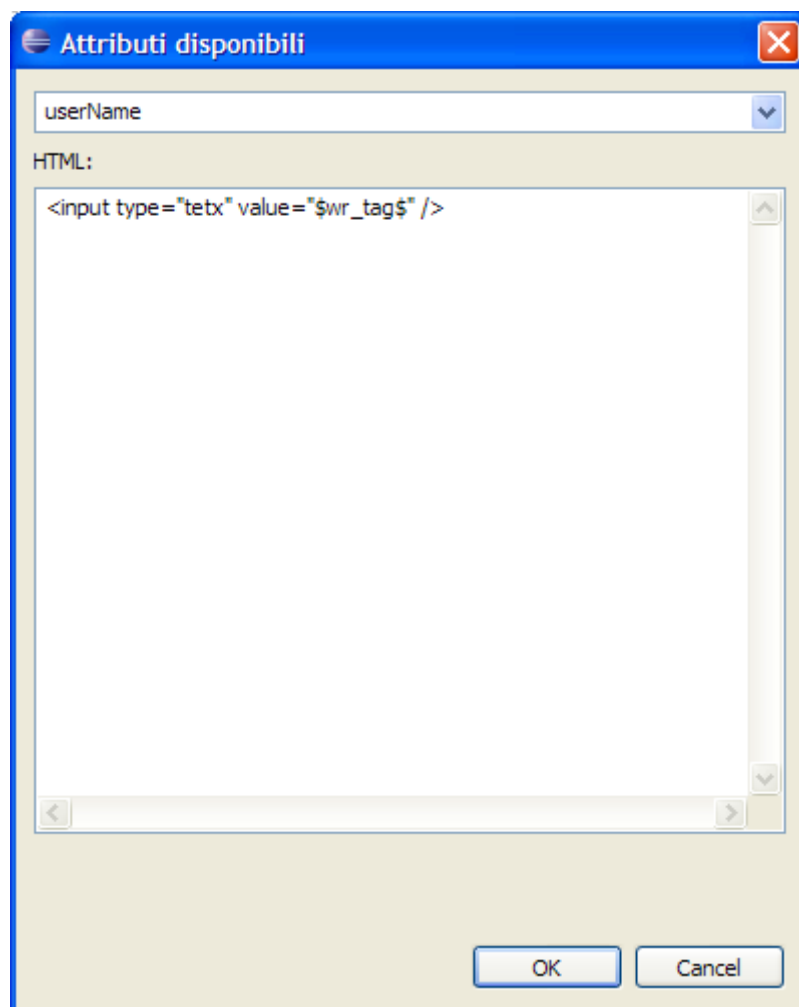 Attributi disponibili
userName
HTML:
<input type="tetx" value="$wr_tag$" />
OK
Cancel